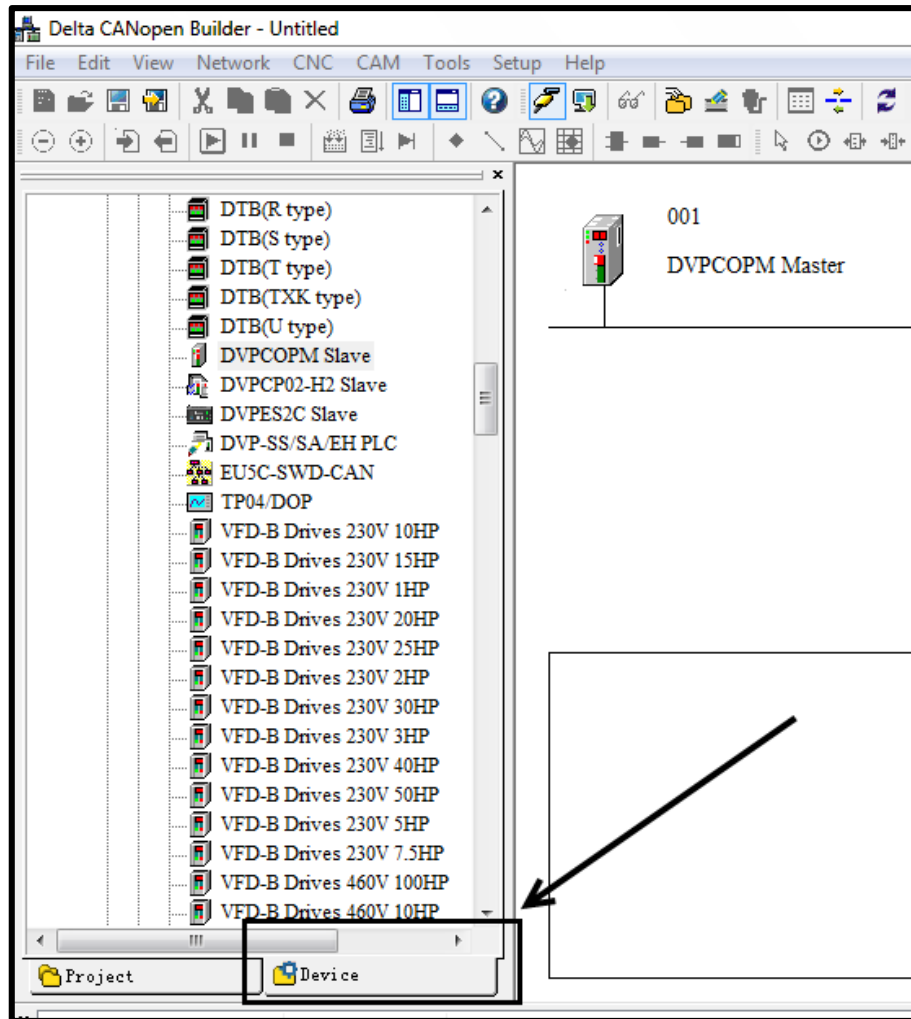 Delta CANopen Builder - Untitled
File Edit View Network CNC CAM Tools Setup Help
DTB(R type)
DTB(S type)
DTB(T type)
DTB(TXK type)
DTB(U type)
DVPCOPM Slave
DVPCP02-H2 Slave
DVPES2C Slave
DVP-SS/SA/EH PLC
EU5C-SWD-CAN
TP04/DOP
VFD-B Drives 230V 10HP
VFD-B Drives 230V 15HP
VFD-B Drives 230V 1HP
VFD-B Drives 230V 20HP
VFD-B Drives 230V 25HP
VFD-B Drives 230V 2HP
VFD-B Drives 230V 30HP
VFD-B Drives 230V 3HP
VFD-B Drives 230V 40HP
VFD-B Drives 230V 50HP
VFD-B Drives 230V 5HP
VFD-B Drives 230V 7.5HP
VFD-B Drives 460V 100HP
VFD-B Drives 460V 10HP
Project
Device
001
DVPCOPM Master